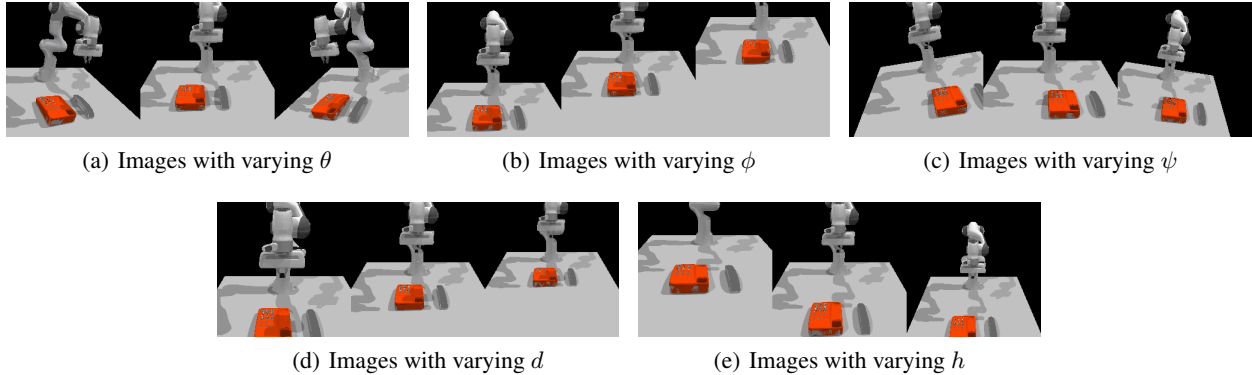 (a) Images with varying θ
(b) Images with varying ϕ
(c) Images with varying ψ
(d) Images with varying d
(e) Images with varying h